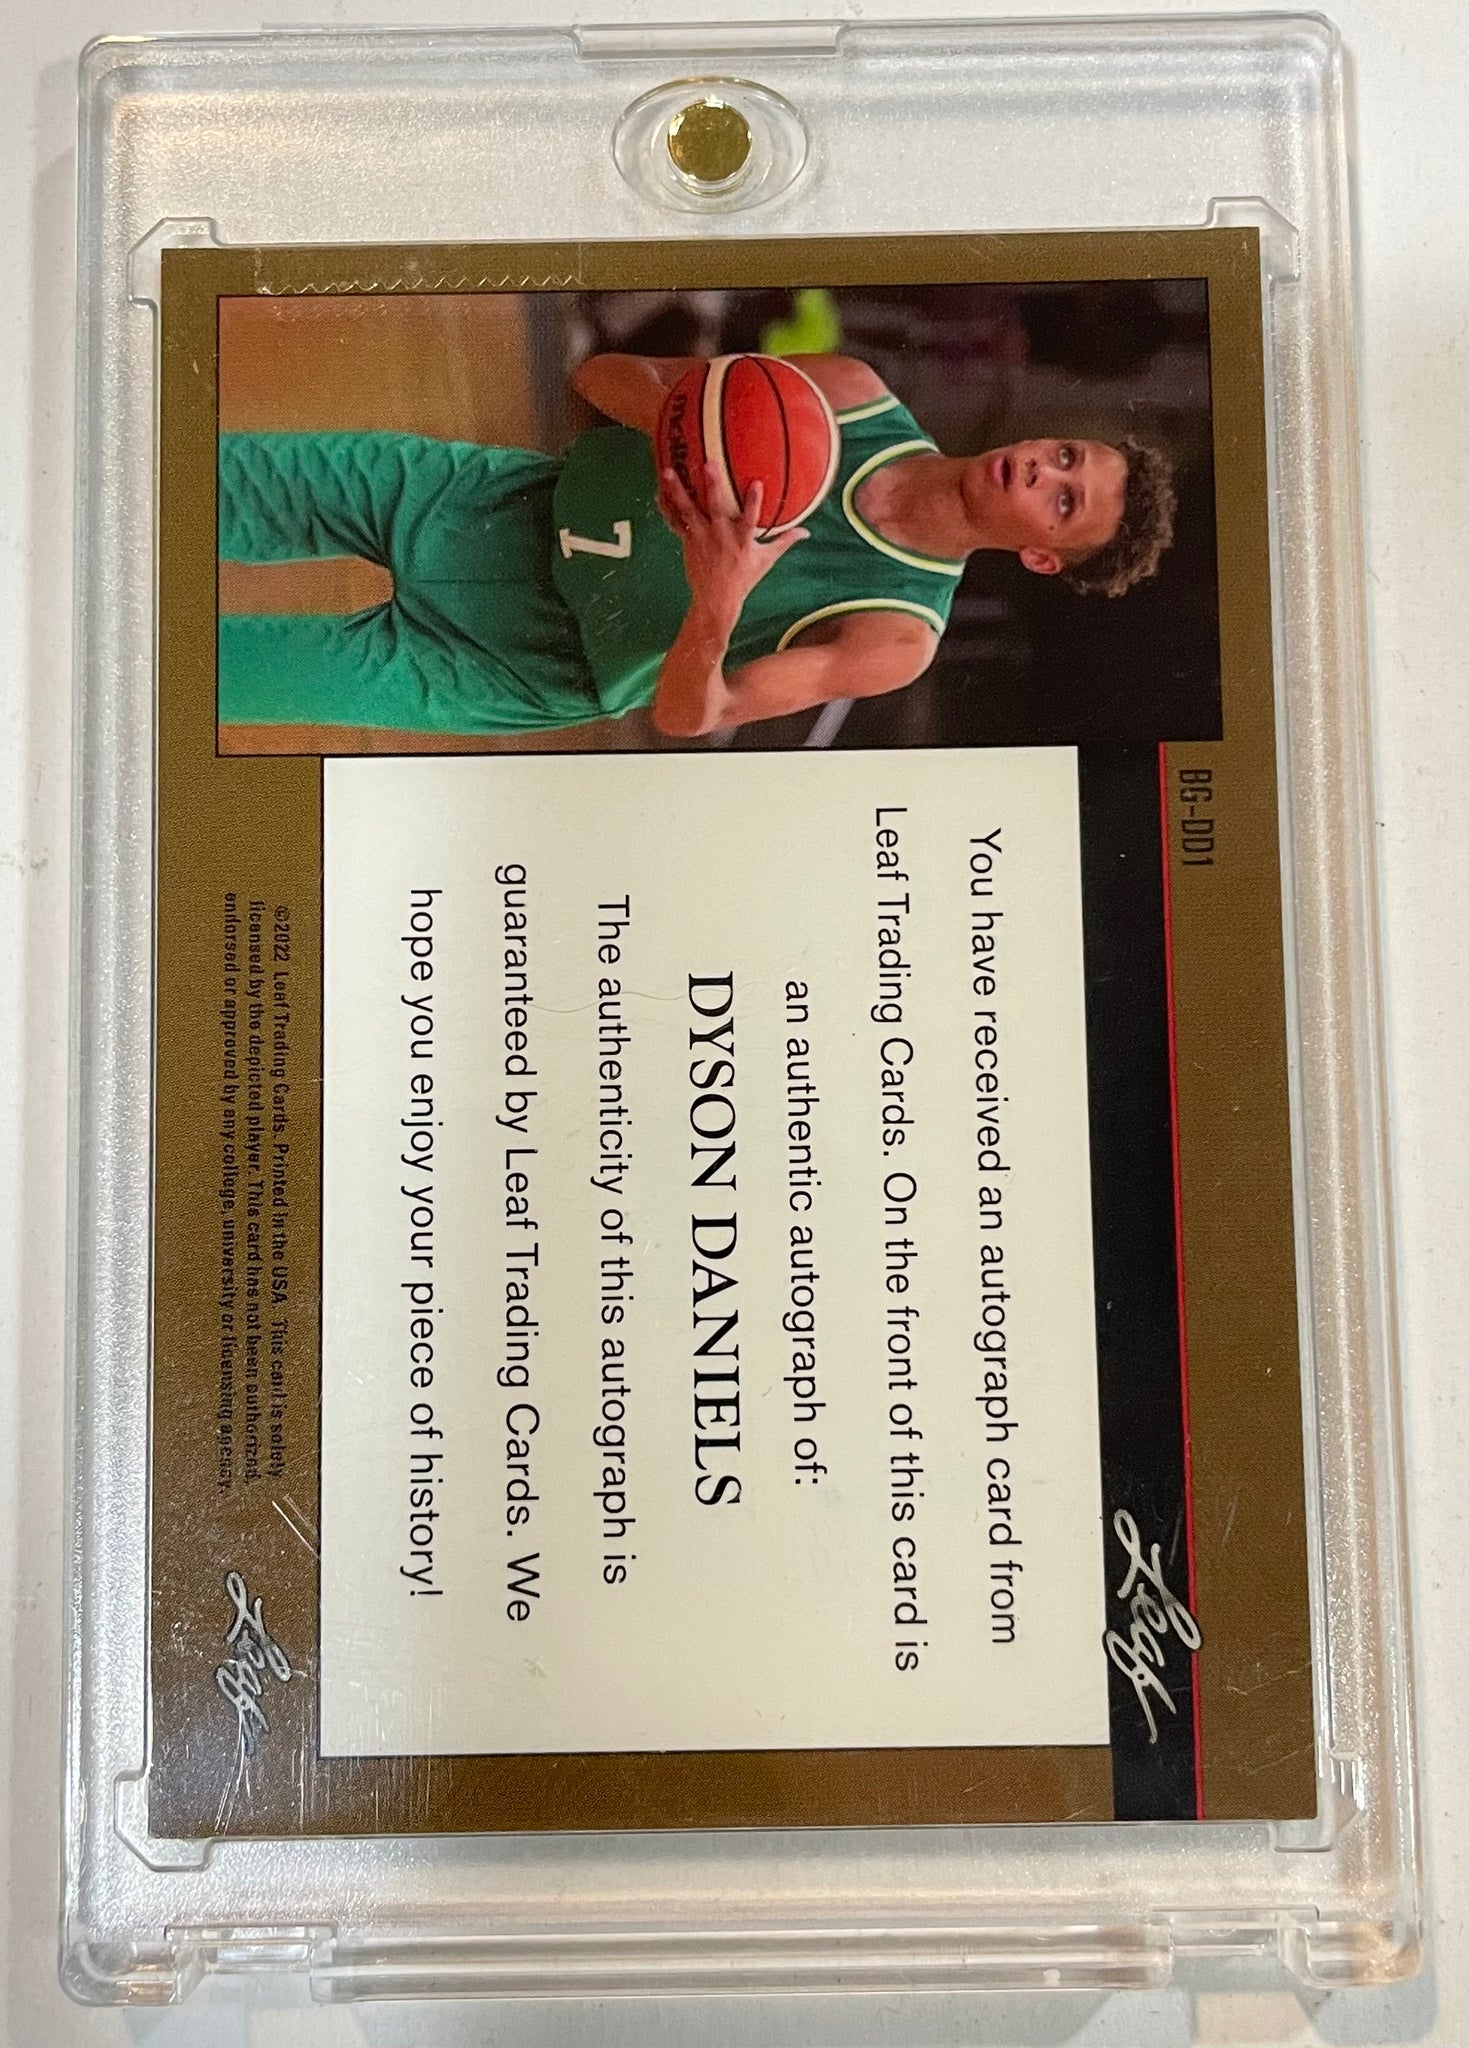 BG-DD1
Leaf
You have received an autograph card from
Leaf Trading Cards. On the front of this card is
an authentic autograph of:
DYSON DANIELS
The authenticity of this autograph is
guaranteed by Leaf Trading Cards. We
hope you enjoy your piece of history!
©2022 Leaf Trading Cards. Printed in the USA. This card is solely
licensed by the depicted player. This card has not been authorized,
endorsed or approved by any college, university or licensing agency.
Leaf
molten
7